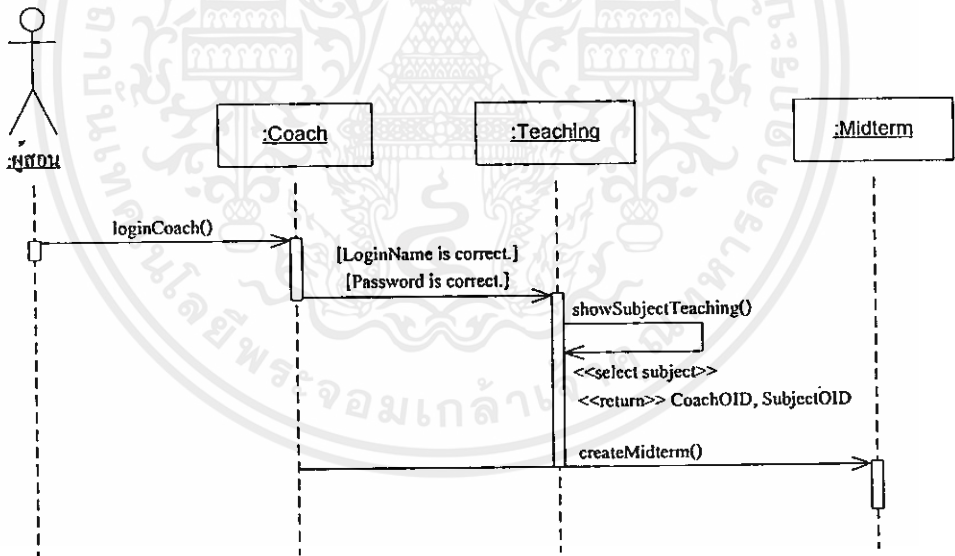 :ผู้สอน
:Coach
:Teaching
:Midterm
loginCoach()
[LoginName is correct.]
[Password is correct.]
showSubjectTeaching()
<<select subject>>
<<return>> CoachOID, SubjectOID
createMidterm()